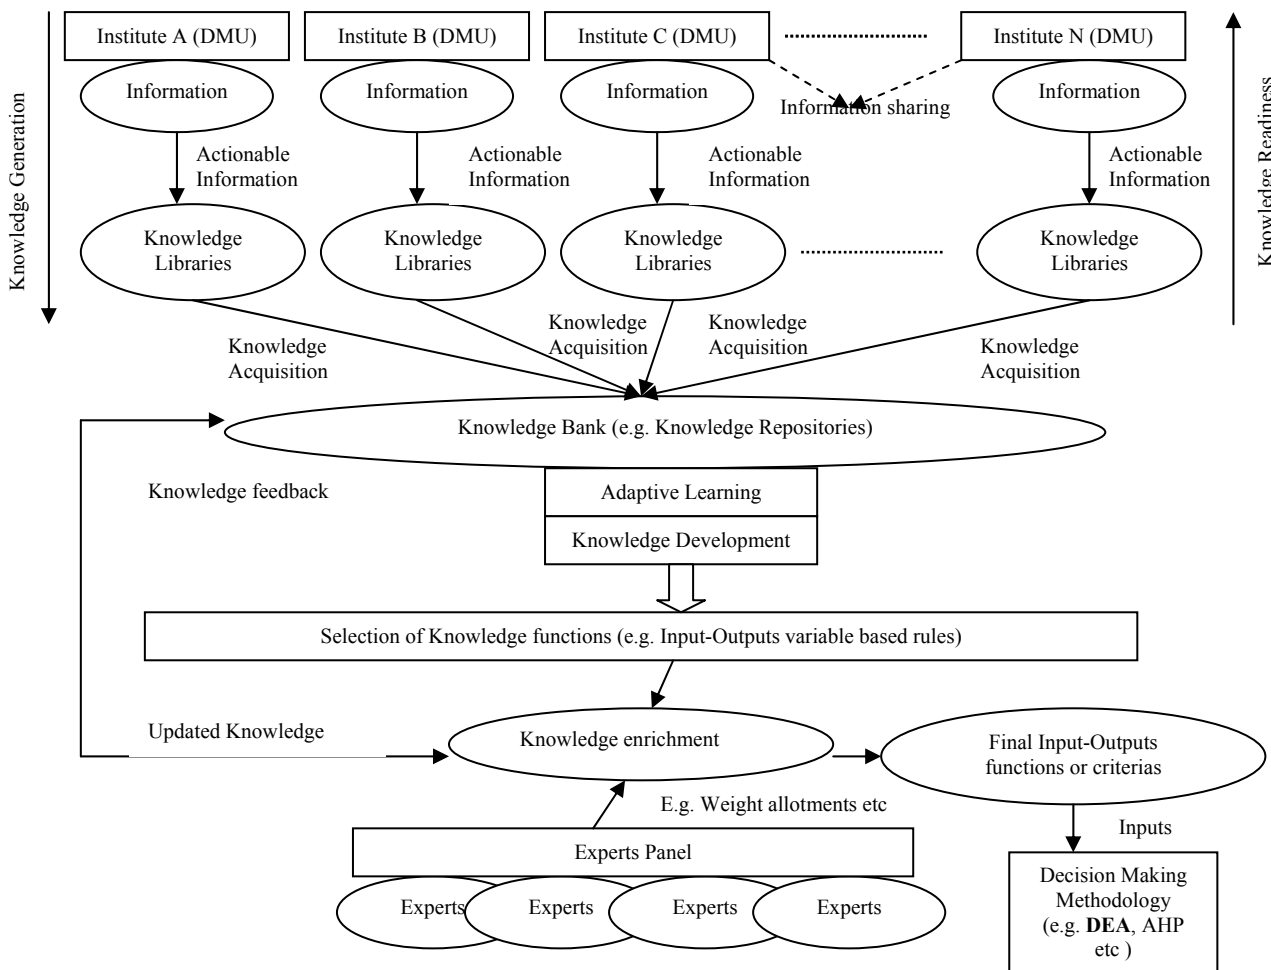 Institute A (DMU)
Institute B (DMU)
Institute C (DMU)
Institute N (DMU)
Information
Information
Information
Information sharing
Information
Knowledge Generation
Knowledge Readiness
Actionable
Information
Actionable
Information
Actionable
Information
Actionable
Information
Knowledge
Libraries
Knowledge
Libraries
Knowledge
Libraries
Knowledge
Libraries
Knowledge
Acquisition
Knowledge
Acquisition
Knowledge
Acquisition
Knowledge
Acquisition
Knowledge Bank (e.g. Knowledge Repositories)
Knowledge feedback
Adaptive Learning
Knowledge Development
Selection of Knowledge functions (e.g. Input-Outputs variable based rules)
Updated Knowledge
Knowledge enrichment
Final Input-Outputs
functions or criterias
E.g. Weight allotments etc
Inputs
Experts Panel
Experts
Experts
Experts
Experts
Decision Making
Methodology
(e.g. DEA, AHP
etc )